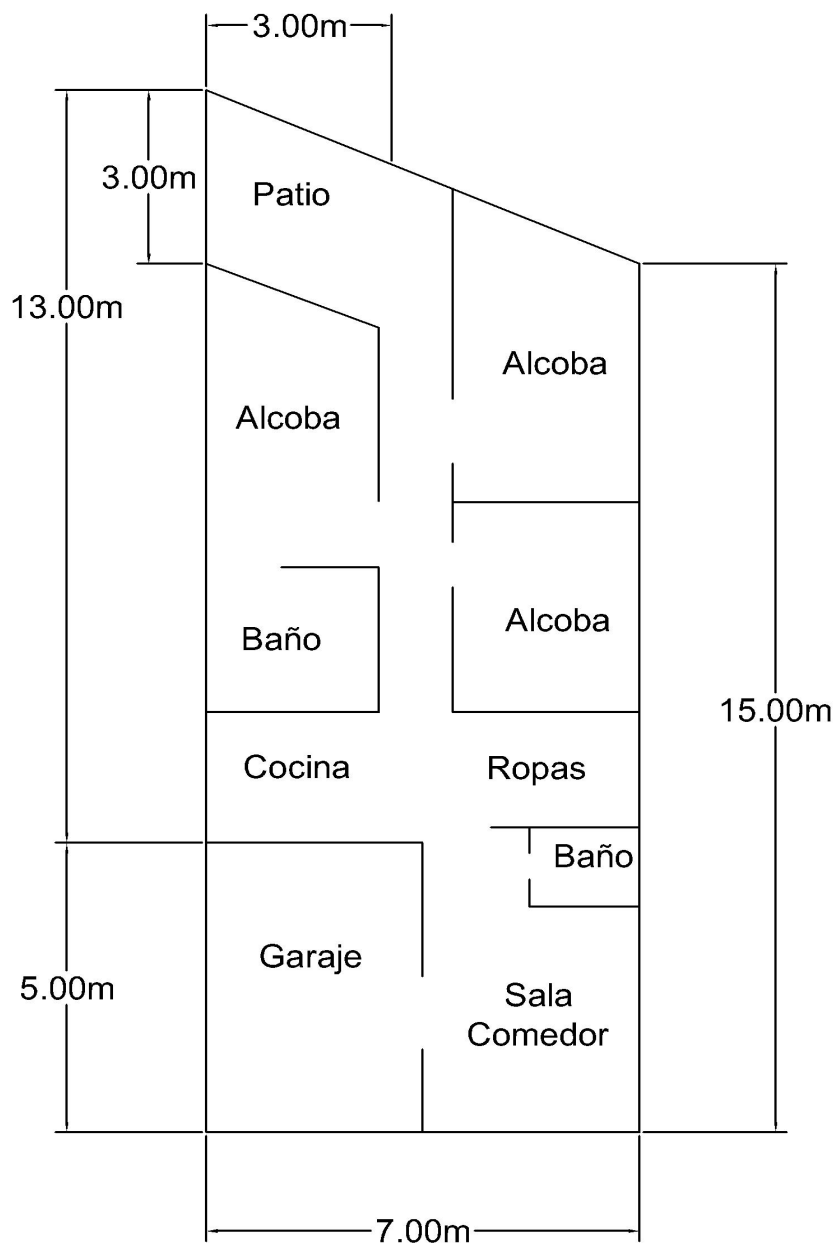 3.00m
3.00m
Patio
13.00m
Alcoba
Alcoba
Alcoba
Baño
15.00m
Cocina
Ropas
Baño
Garaje
5.00m
Sala
Comedor
7.00m